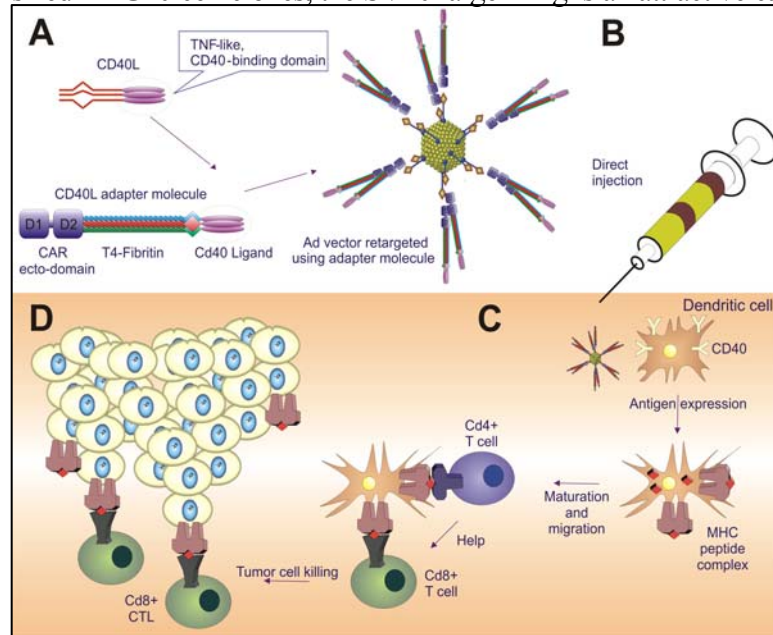 A
TNF-like,
CD40-binding domain
CD40L
CD40L adapter molecule
D1 D2
CAR
ecto-domain
T4-Fibritin
Cd40 Ligand
Ad vector retargeted
using adapter molecule
B
Direct
injection
C
Dendritic cell
CD40
Antigen expression
MHC
peptide
complex
Maturation
and
migration
Cd4+
T cell
Help
Cd8+
T cell
D
Tumor cell killing
Cd8+
CTL